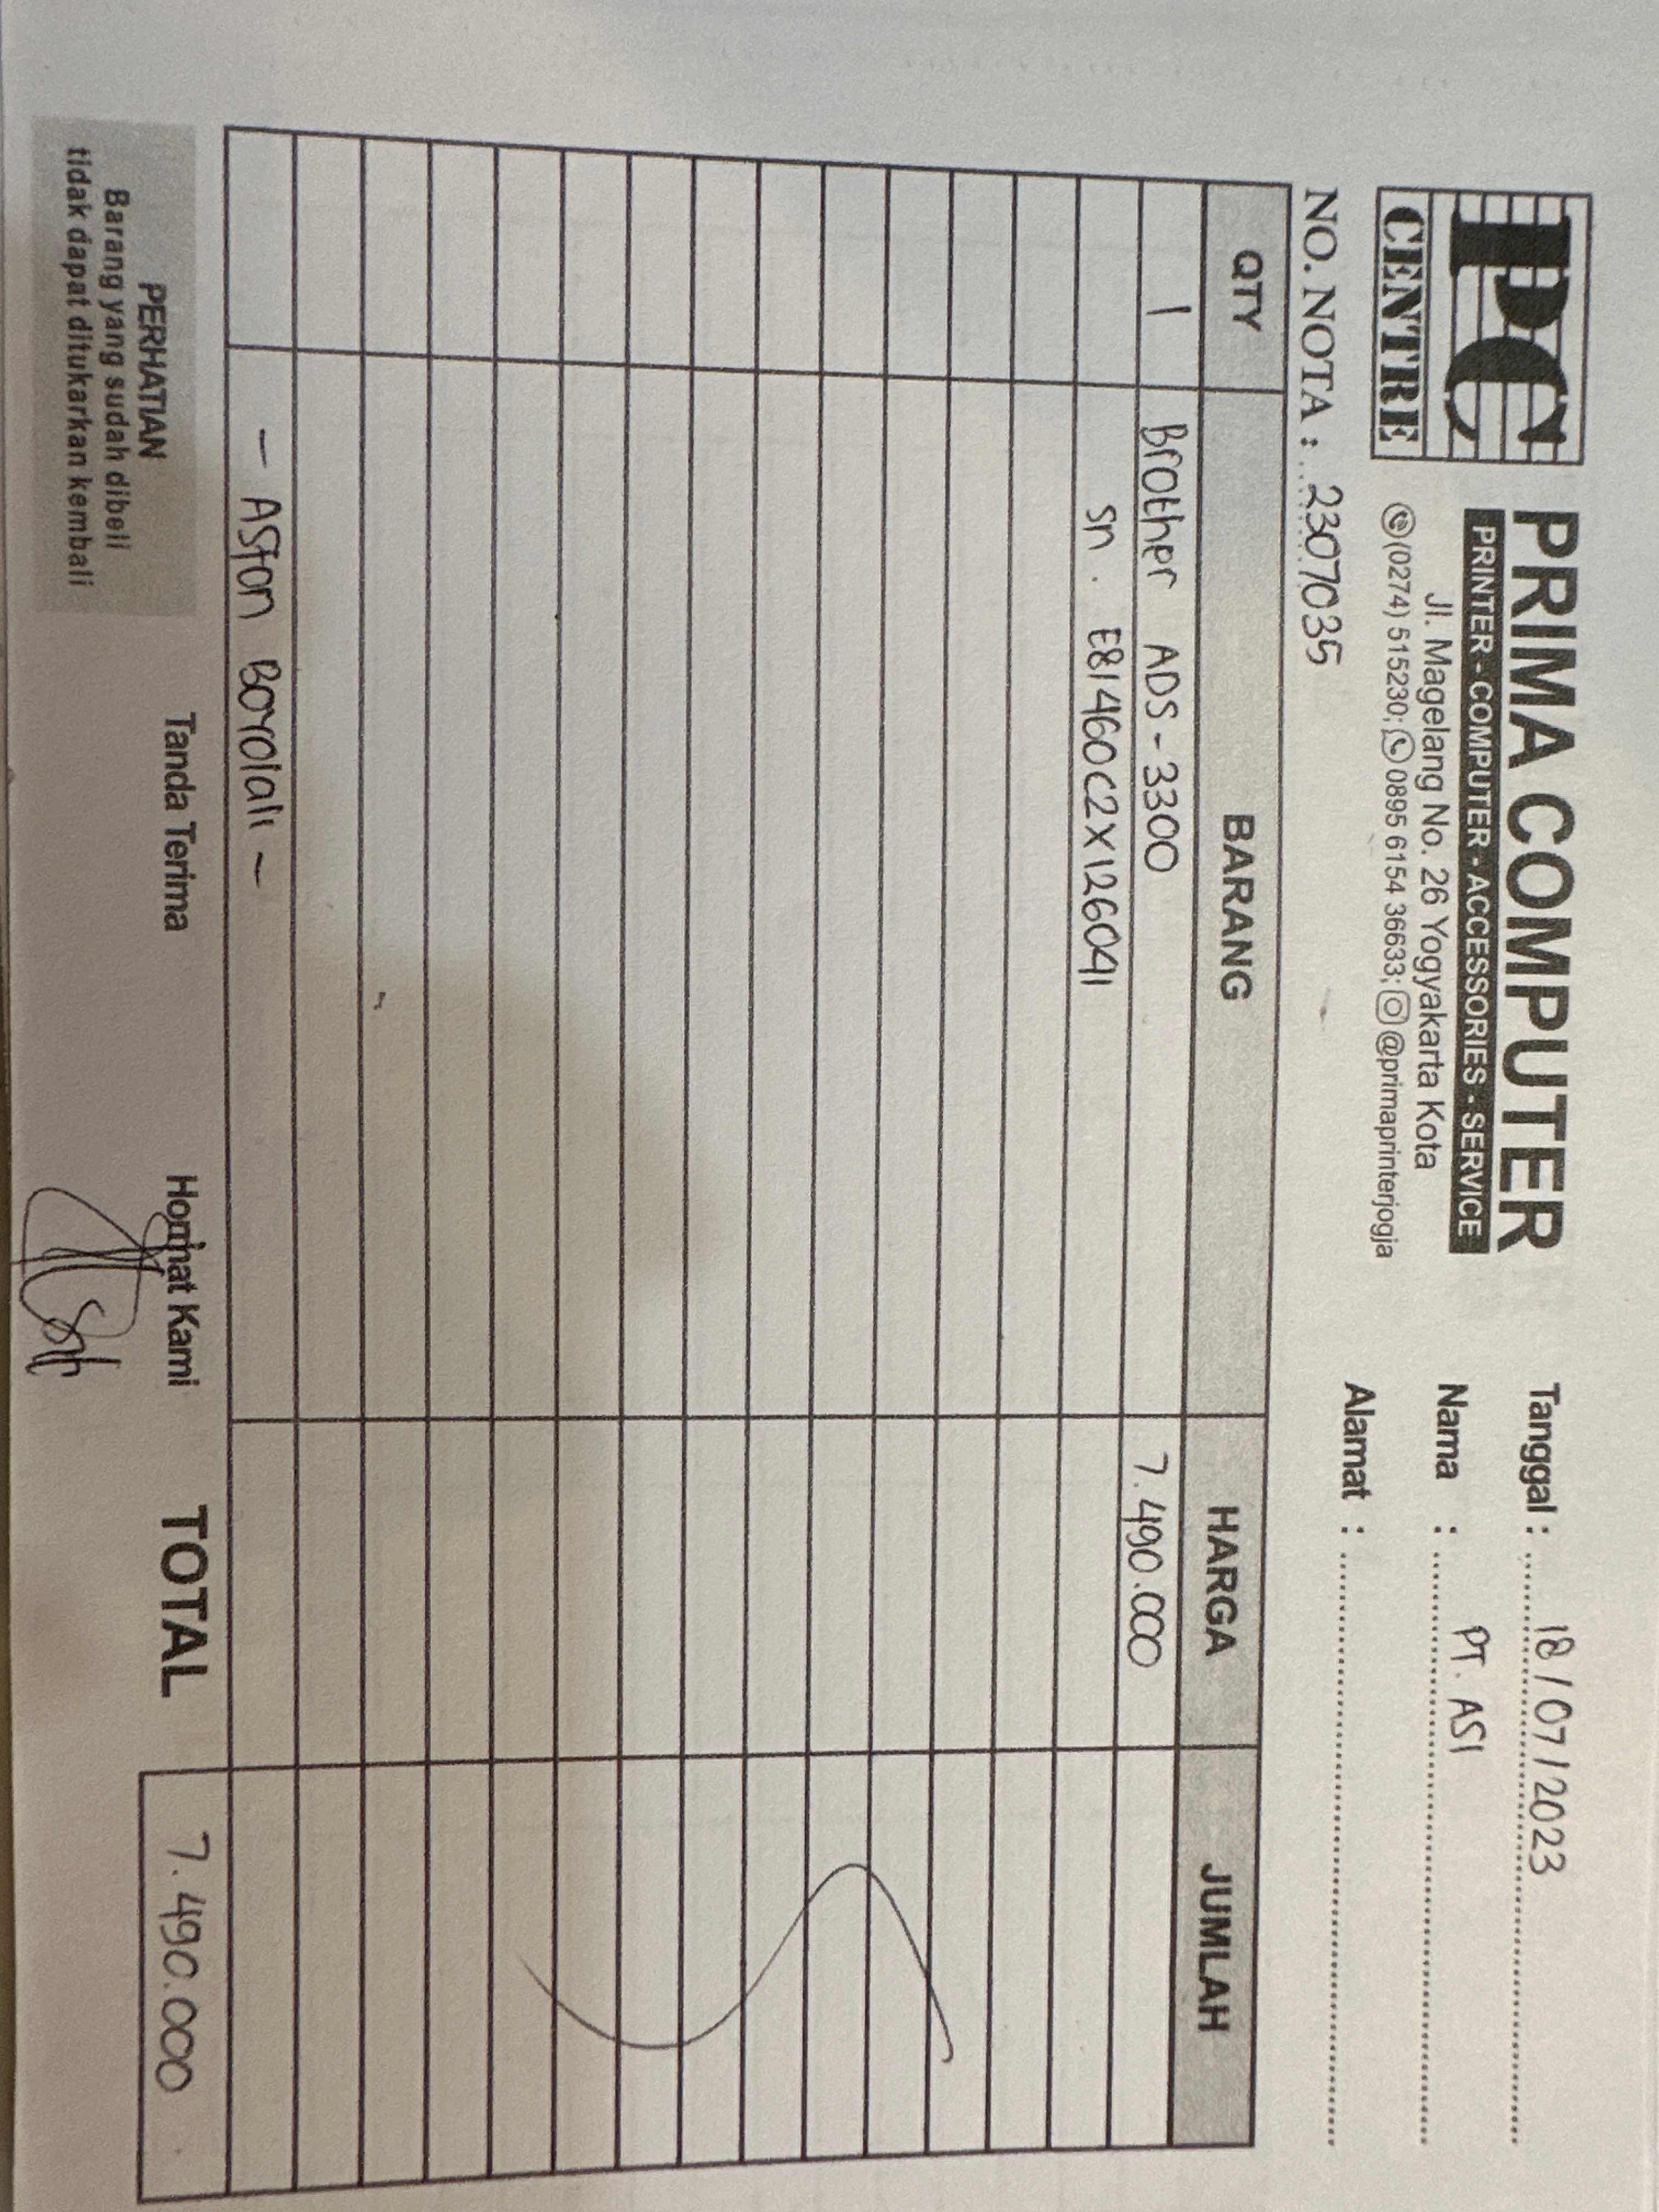 PC
CENTRE
PRIMA COMPUTER
PRINTER - COMPUTER - ACCESSORIES - SERVICE
Jl. Magelang No. 26 Yogyakarta Kota
(0274) 515230; 0895 6154 36633; @primaprinterjogja
Tanggal : 18/07/2023
Nama : PT. ASI
Alamat :
NO. NOTA : 2307035
QTY BARANG HARGA JUMLAH
1 Brother ADS-3300 7.490.000
sn. E81460C2X126041
- Aston Boyolali -
PERHATIAN
Barang yang sudah dibeli
tidak dapat ditukarkan kembali
Tanda Terima
Hormat Kami
TOTAL 7.490.000